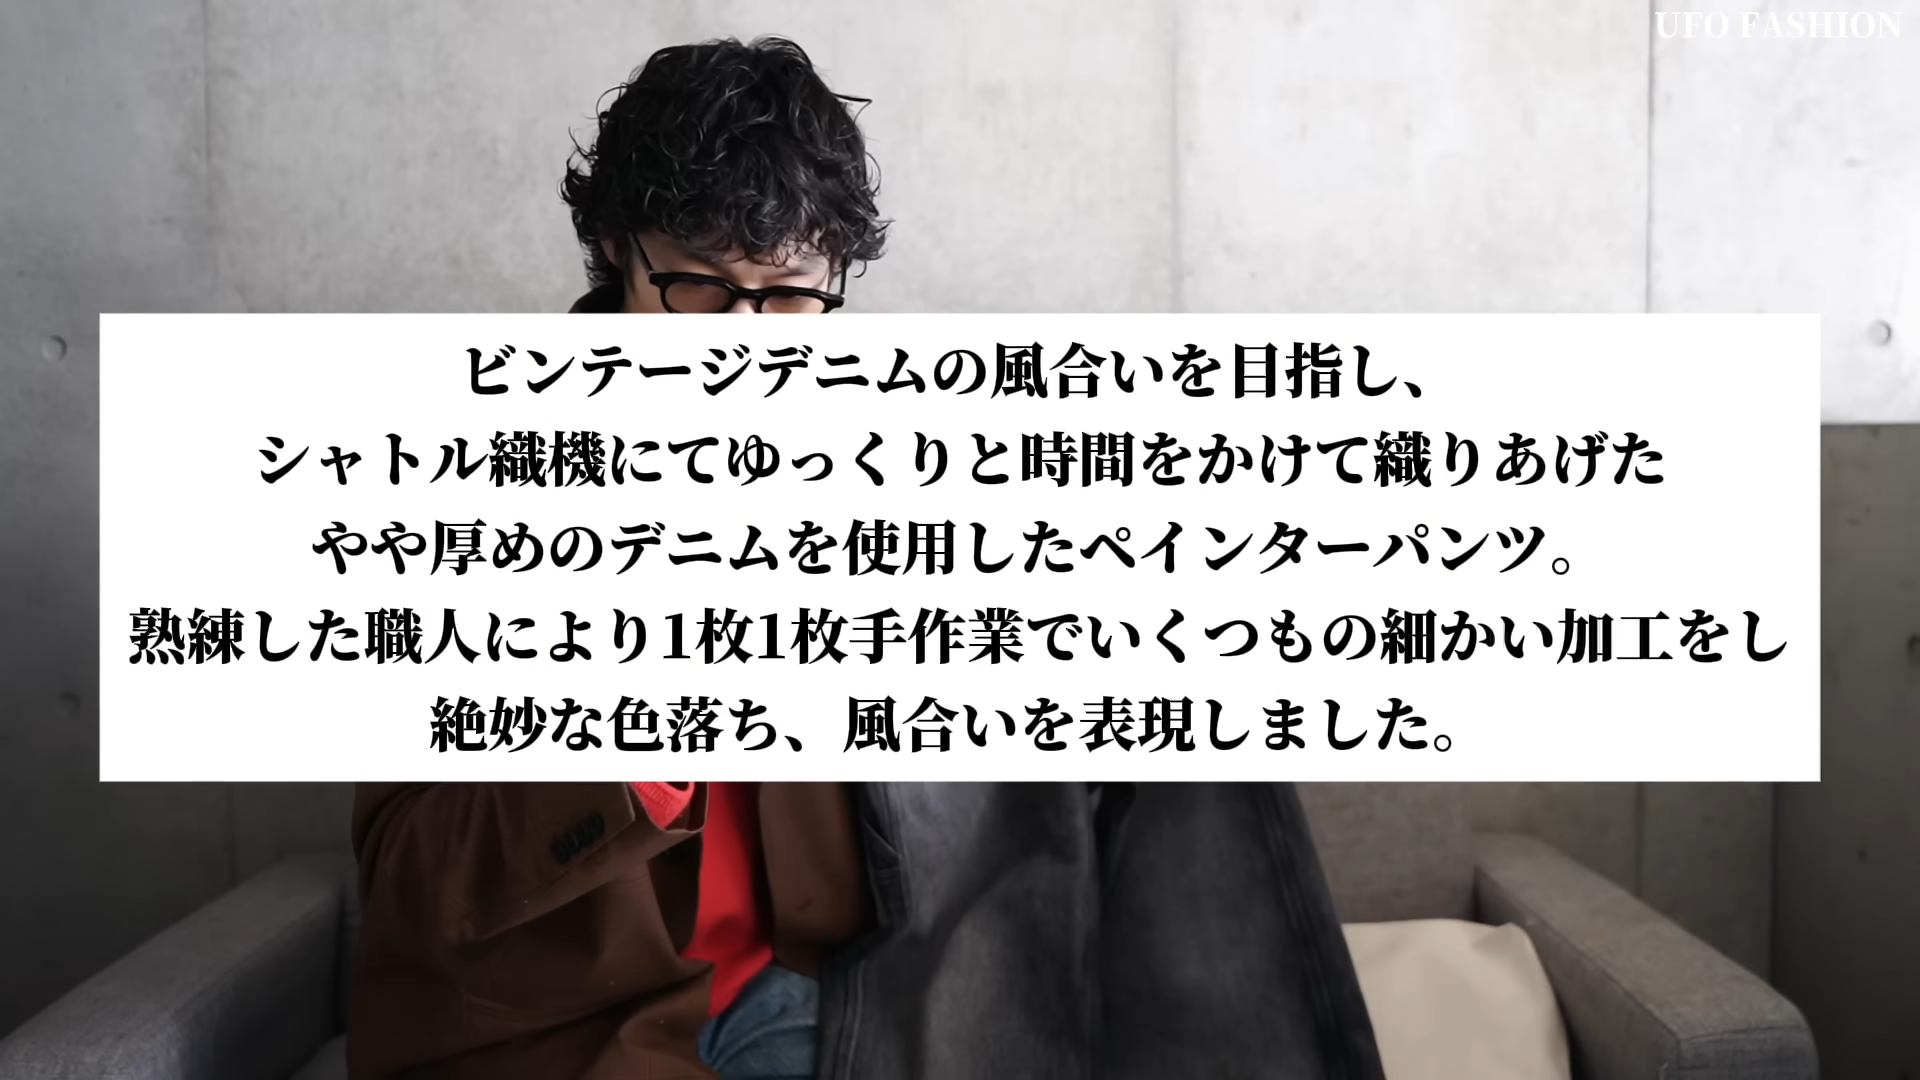 UFO FASHION
ビンテージデニムの風合いを目指し、
シャトル織機にてゆっくりと時間をかけて織りあげた
やや厚めのデニムを使用したペインターパンツ。
熟練した職人により1枚1枚手作業でいくつもの細かい加工をし
絶妙な色落ち、風合いを表現しました。